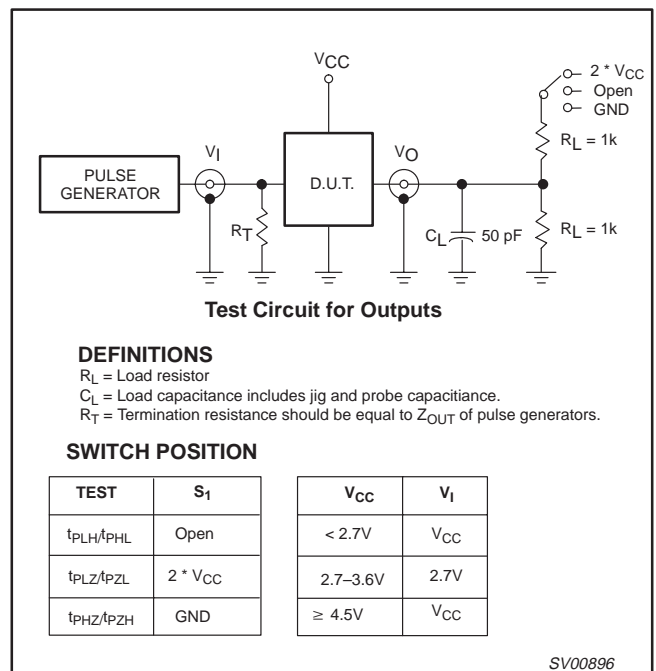 VCC
2 * VCC
Open
GND
RL = 1k
VI
VO
PULSE
GENERATOR
D.U.T.
RT
CL
50 pF
RL = 1k
Test Circuit for Outputs
DEFINITIONS
RL = Load resistor
CL = Load capacitance includes jig and probe capacitiance.
RT = Termination resistance should be equal to ZOUT of pulse generators.
SWITCH POSITION
TEST S1
tPLH/tPHL Open
tPLZ/tPZL 2 * VCC
tPHZ/tPZH GND
VCC VI
< 2.7V VCC
2.7–3.6V 2.7V
≥ 4.5V VCC
SV00896